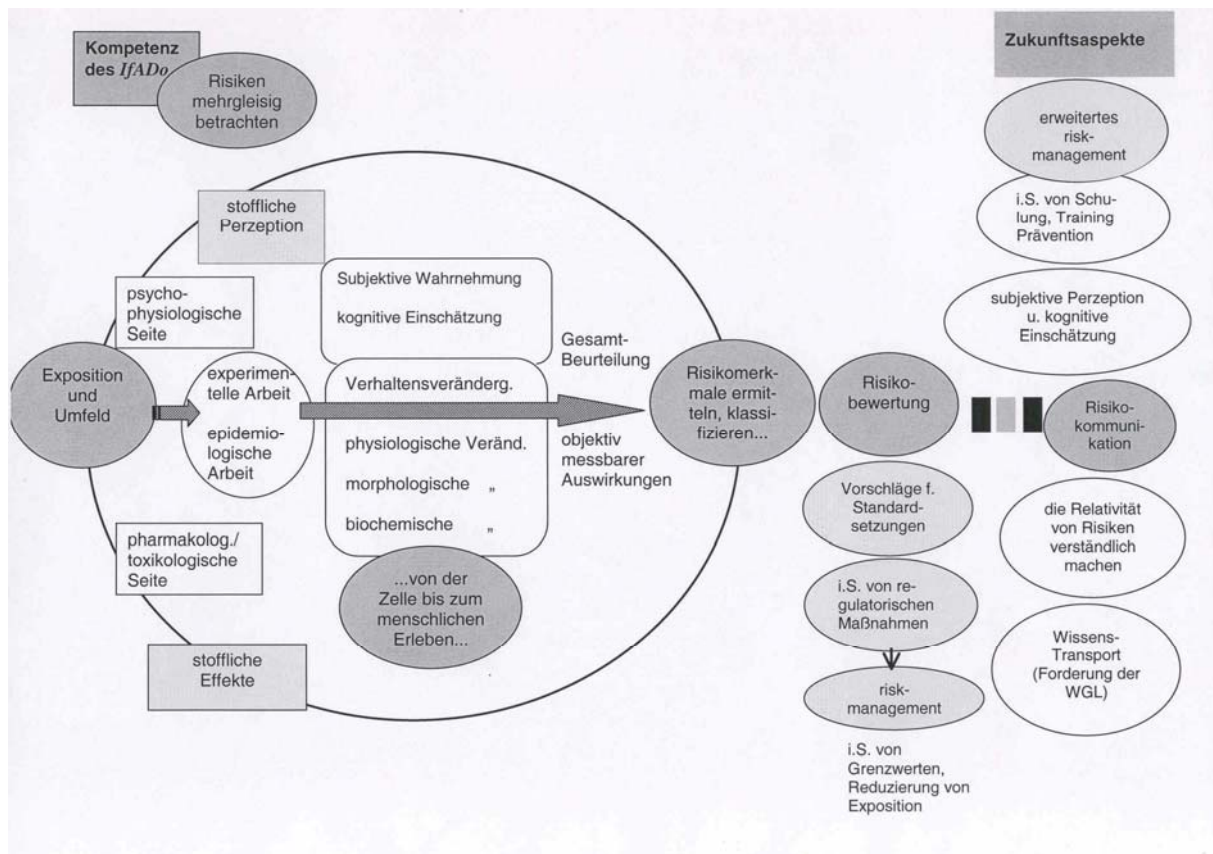 Kompetenz
des IfADo
Risiken
mehrgleisig
betrachten
stoffliche
Perzeption
psycho-
physiologische
Seite
Exposition
und
Umfeld
experimen-
telle Arbeit
epidemio-
logische
Arbeit
pharmakolog./
toxikologische
Seite
stoffliche
Effekte
Subjektive Wahrnehmung
kognitive Einschätzung
Verhaltensveränderg.
physiologische Veränd.
morphologische „
biochemische „
...von der
Zelle bis zum
menschlichen
Erleben...
Gesamt-
Beurteilung
objektiv
messbarer
Auswirkungen
Risikomerk-
male ermit-
teln, klassi-
fizieren...
Risiko-
bewertung
Vorschläge f.
Standard-
setzungen
i.S. von re-
gulatorischen
Maßnahmen
risk-
management
i.S. von
Grenzwerten,
Reduzierung von
Exposition
Zukunftsaspekte
erweitertes
risk-
management
i.S. von Schu-
lung, Training
Prävention
subjektive Perzeption
u. kognitive
Einschätzung
Risiko-
kommuni-
kation
die Relativität
von Risiken
verständlich
machen
Wissens-
Transport
(Forderung der
WGL)